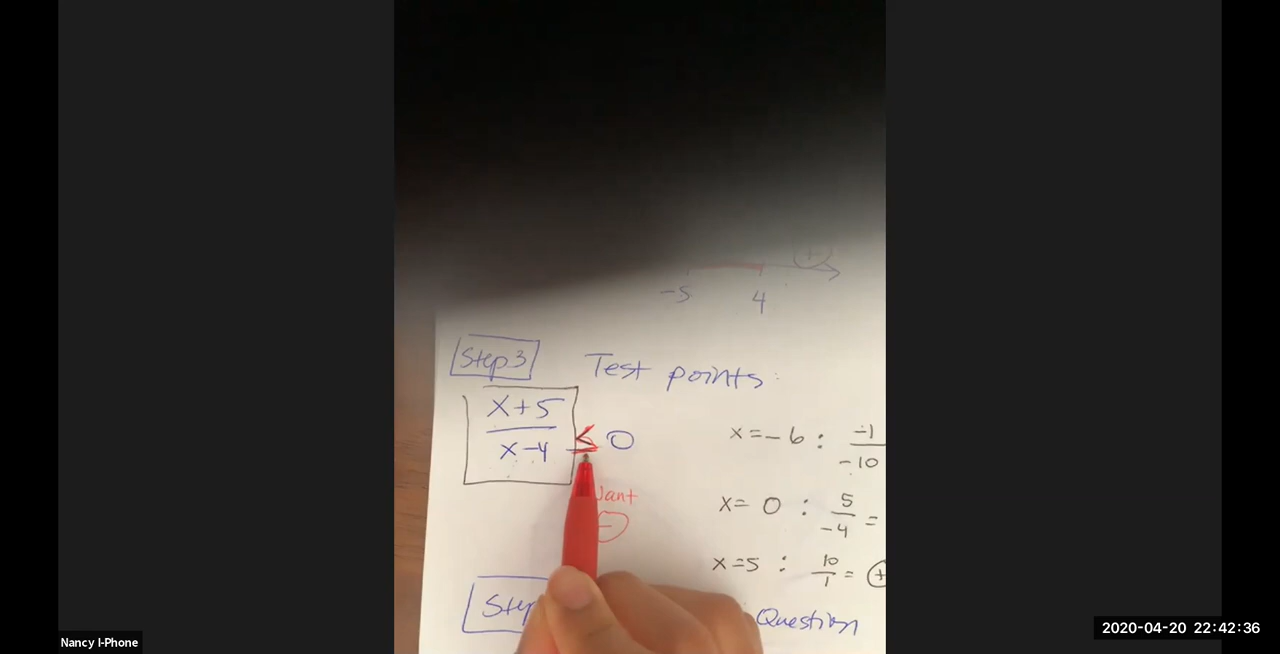 -5 4
Step 3 Test points:
x+5
x-4
≤ 0
x=-6 : -1
-10
Want
-
x= 0 : 5
-4 =
x=5 : 10
1 = +
Question
Nancy I-Phone
2020-04-20 22:42:36